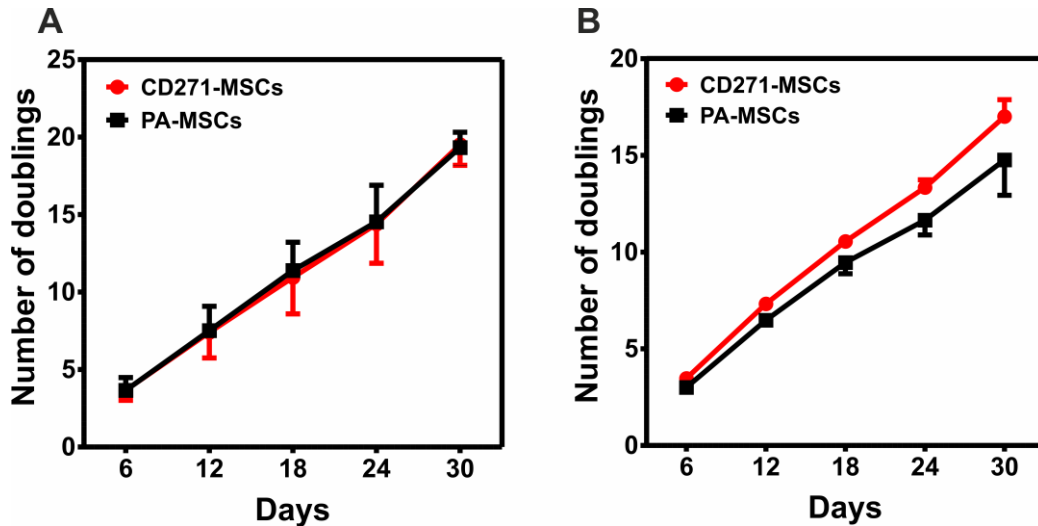 A
Number of doublings
25
20
15
10
5
0
CD271-MSCs
PA-MSCs
6 12 18 24 30
Days
B
Number of doublings
20
15
10
5
0
CD271-MSCs
PA-MSCs
6 12 18 24 30
Days